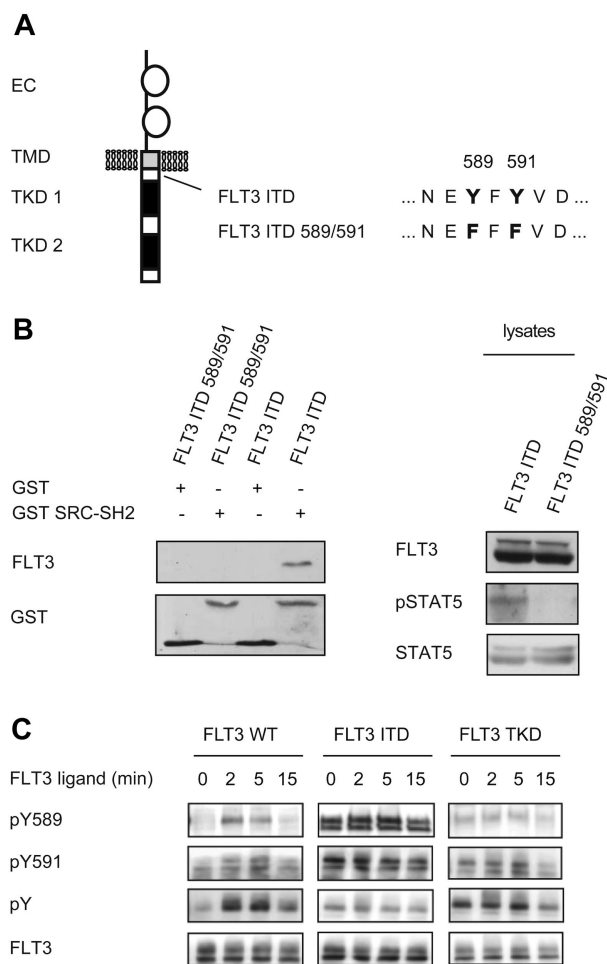 A
EC
TMD
TKD 1
TKD 2
589 591
FLT3 ITD ... N E Y F Y V D ...
FLT3 ITD 589/591 ... N E F F F V D ...
B
FLT3 ITD 589/591
FLT3 ITD 589/591
FLT3 ITD
FLT3 ITD
GST + - + -
GST SRC-SH2 - + - +
FLT3
GST
lysates
FLT3 ITD
FLT3 ITD 589/591
FLT3
pSTAT5
STAT5
C
FLT3 WT FLT3 ITD FLT3 TKD
FLT3 ligand (min) 0 2 5 15 0 2 5 15 0 2 5 15
pY589
pY591
pY
FLT3